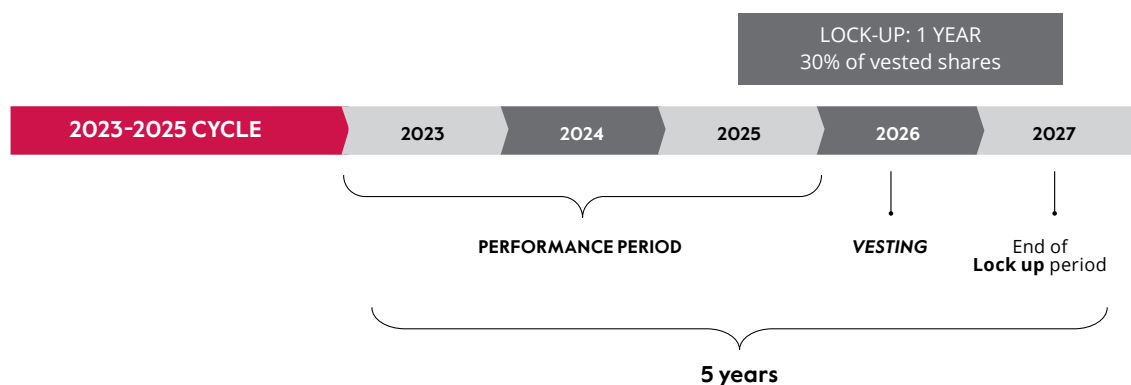 LOCK-UP: 1 YEAR
30% of vested shares
2023-2025 CYCLE
2023
2024
2025
2026
2027
PERFORMANCE PERIOD
VESTING
End of
Lock up period
5 years